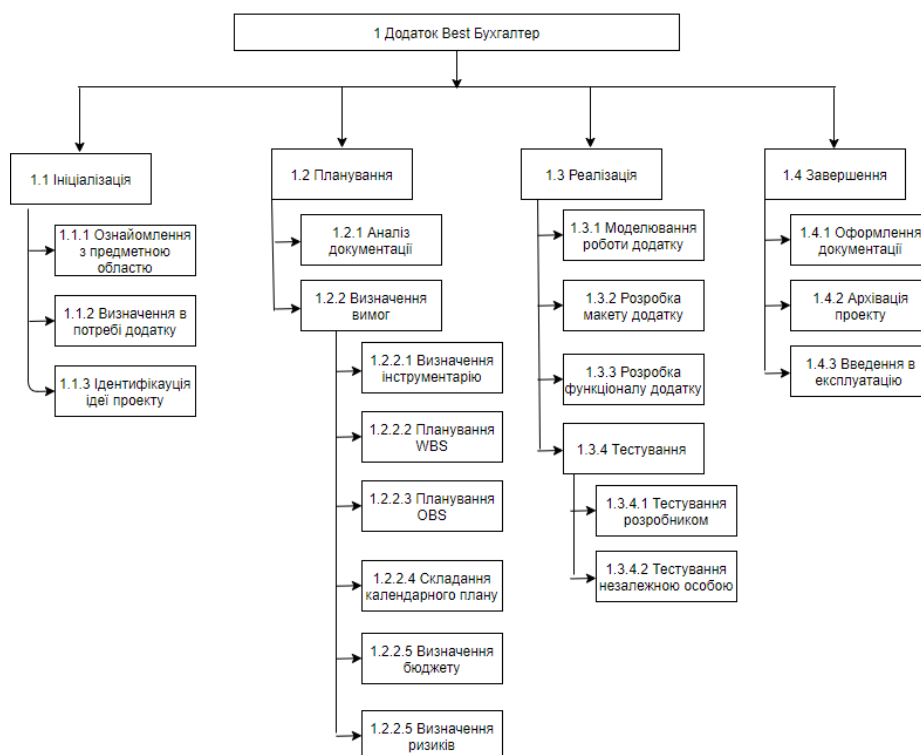 1 Додаток Best Бухгалтер
1.1 Ініціалізація
1.1.1 Ознайомлення
з предметною
областю
1.1.2 Визначення в
потребі додатку
1.1.3 Ідентифікауція
ідеї проекту
1.2 Планування
1.2.1 Аналіз
документації
1.2.2 Визначення
вимог
1.2.2.1 Визначення
інструментарію
1.2.2.2 Планування
WBS
1.2.2.3 Планування
OBS
1.2.2.4 Складання
календарного плану
1.2.2.5 Визначення
бюджету
1.2.2.5 Визначення
ризиків
1.3 Реалізація
1.3.1 Моделювання
роботи додатку
1.3.2 Розробка
макету додатку
1.3.3 Розробка
функціоналу додатку
1.3.4 Тестування
1.3.4.1 Тестування
розробником
1.3.4.2 Тестування
незалежною особою
1.4 Завершення
1.4.1 Оформлення
документації
1.4.2 Архівація
проекту
1.4.3 Введення в
експлуатацію